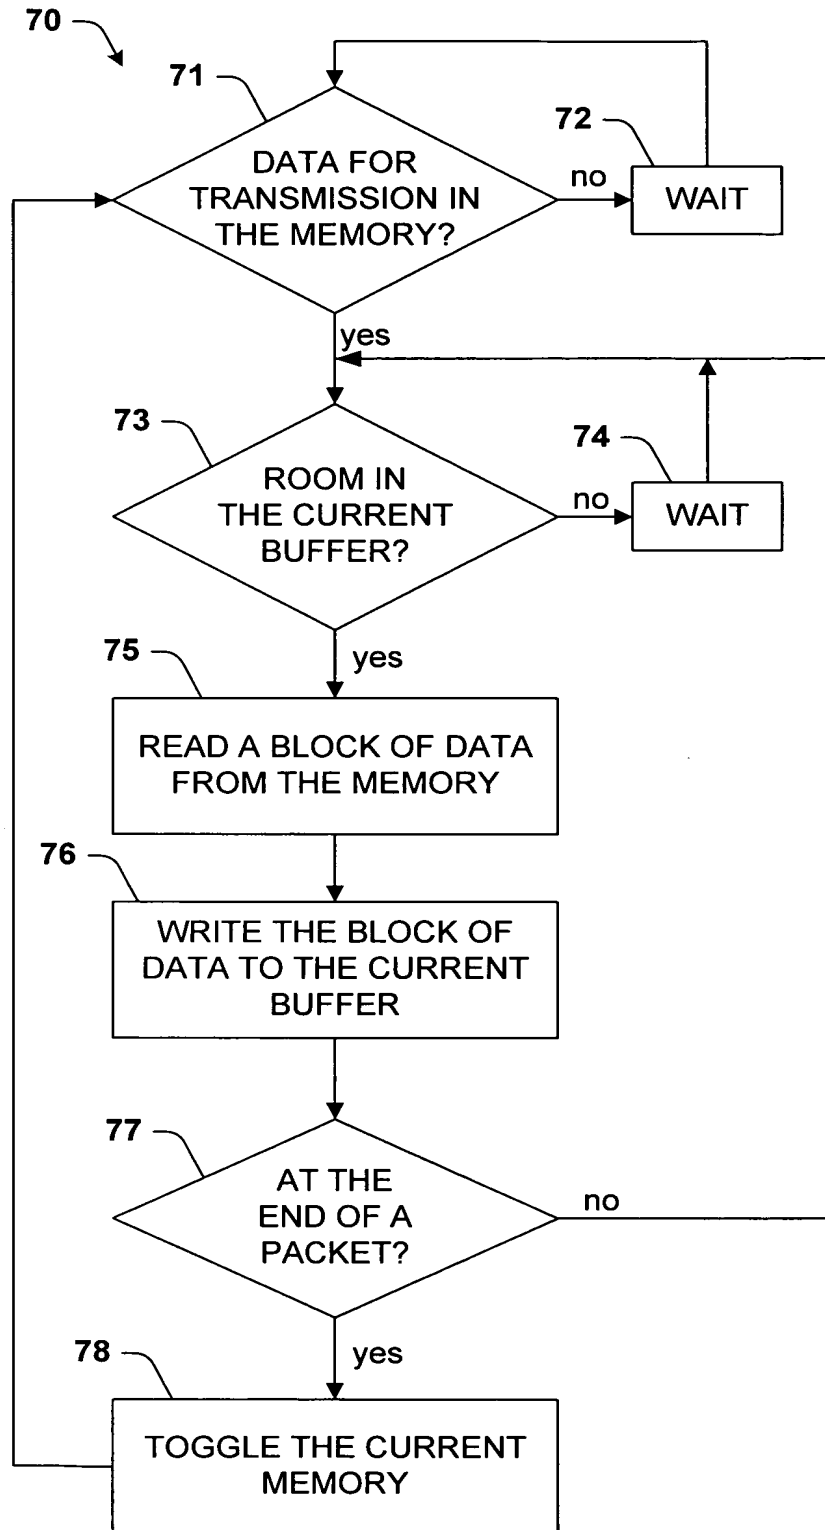 70
71
DATA FOR
TRANSMISSION IN
THE MEMORY?
no
72
WAIT
yes
73
ROOM IN
THE CURRENT
BUFFER?
no
74
WAIT
yes
75
READ A BLOCK OF DATA
FROM THE MEMORY
76
WRITE THE BLOCK OF
DATA TO THE CURRENT
BUFFER
77
AT THE
END OF A
PACKET?
no
yes
78
TOGGLE THE CURRENT
MEMORY